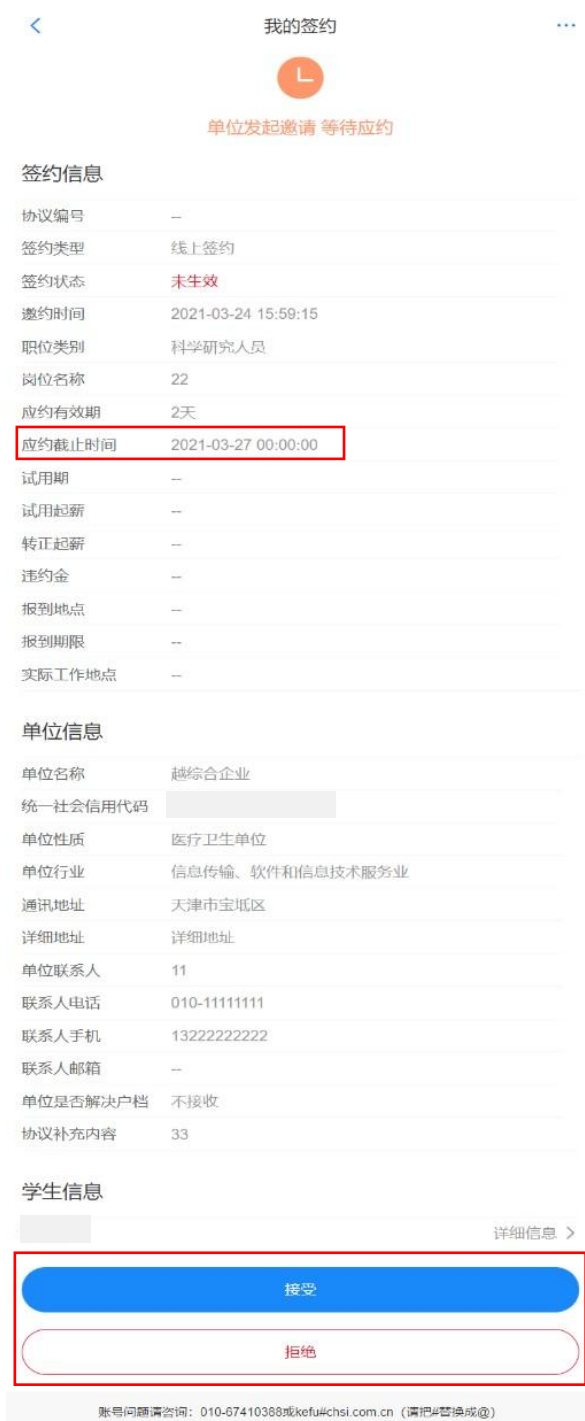 我的签约
单位发起邀请 等待应约
签约信息
协议编号 --
签约类型 线上签约
签约状态 未生效
邀约时间 2021-03-24 15:59:15
职位类别 科学研究人员
岗位名称 22
应约有效期 2天
应约截止时间 2021-03-27 00:00:00
试用期 --
试用起薪 --
转正起薪 --
违约金 --
报到地点 --
报到期限 --
实际工作地点 --
单位信息
单位名称 越综合企业
统一社会信用代码
单位性质 医疗卫生单位
单位行业 信息传输、软件和信息技术服务业
通讯地址 天津市宝坻区
详细地址 详细地址
单位联系人 11
联系人电话 010-11111111
联系人手机 13222222222
联系人邮箱 --
单位是否解决户档 不接收
协议补充内容 33
学生信息
详细信息 >
接受
拒绝
账号问题请咨询：010-67410388或kefu#chsi.com.cn（请把#替换成@）